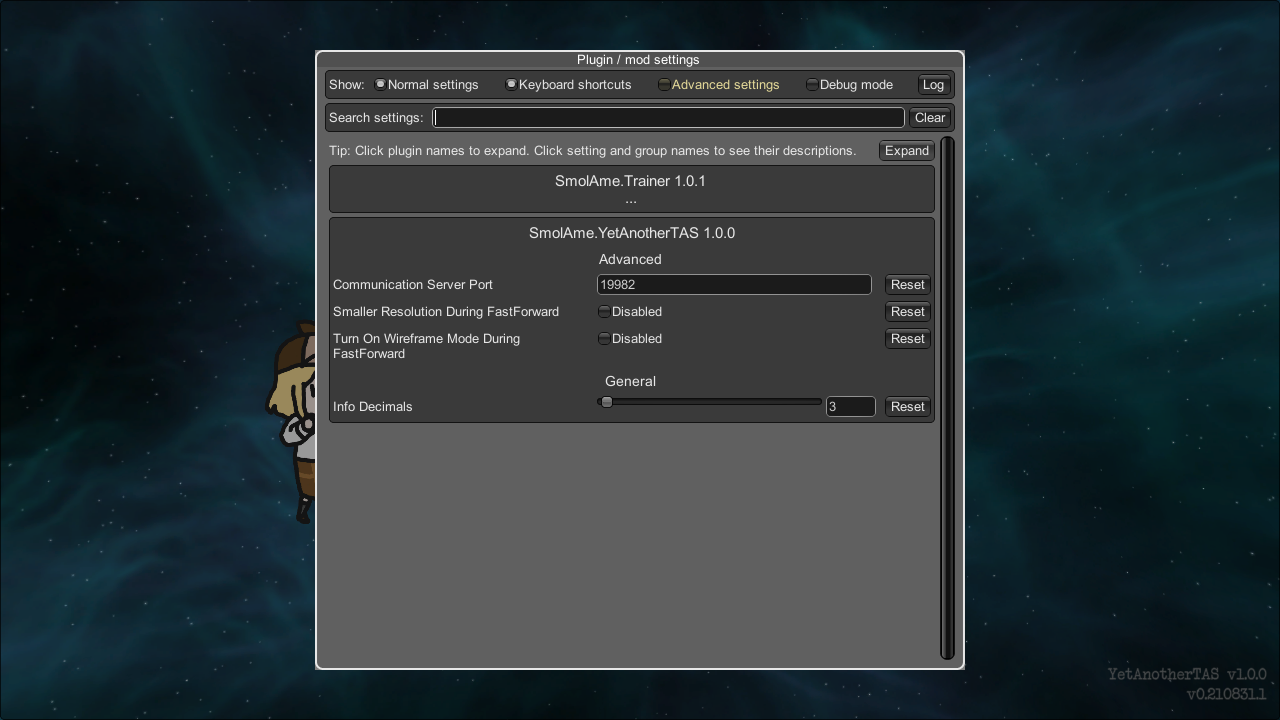 Plugin / mod settings
Show: Normal settings Keyboard shortcuts Advanced settings Debug mode Log
Search settings: Clear
Tip: Click plugin names to expand. Click setting and group names to see their descriptions. Expand
SmolAme.Trainer 1.0.1
...
SmolAme.YetAnotherTAS 1.0.0
Advanced
Communication Server Port 19982 Reset
Smaller Resolution During FastForward Disabled Reset
Turn On Wireframe Mode During Disabled Reset
FastForward
General
Info Decimals 3 Reset
YetAnotherTAS v1.0.0
v0.210831.1